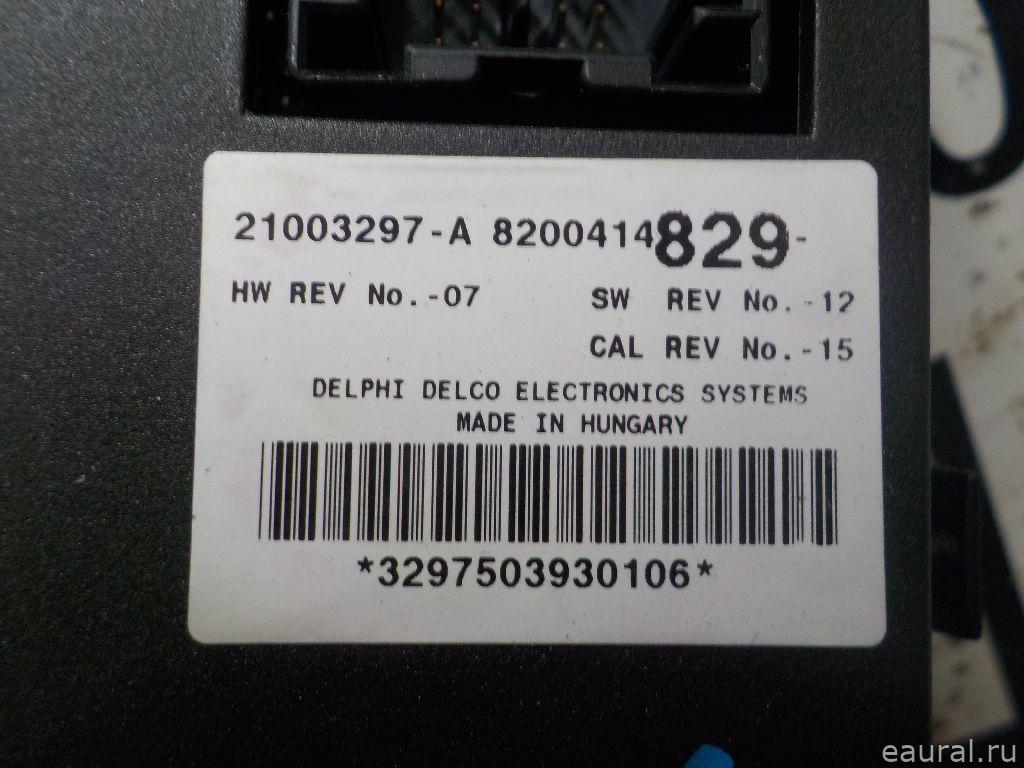 21003297-A 8200414829-
HW REV No.-07 SW REV No.-12
CAL REV No.-15
DELPHI DELCO ELECTRONICS SYSTEMS
MADE IN HUNGARY
*3297503930106*
eaural.ru